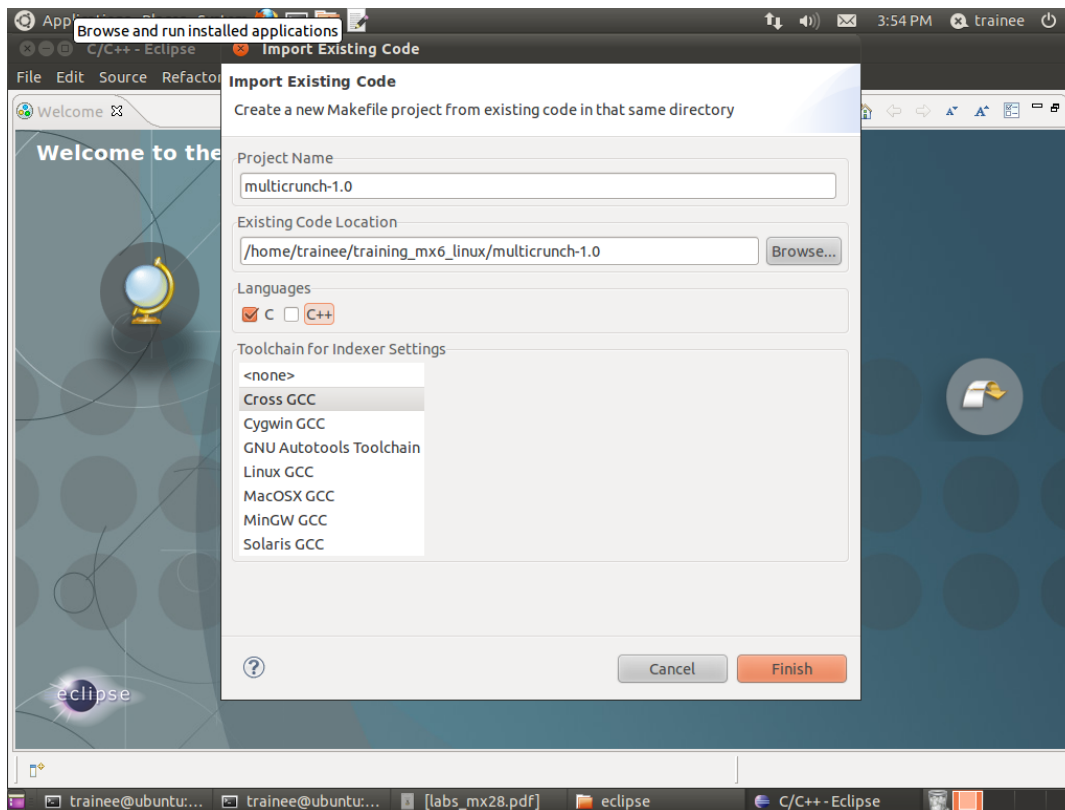 Appl
Browse and run installed applications
3:54 PM trainee
C/C++ - Eclipse
Import Existing Code
File Edit Source Refactor
Import Existing Code
Create a new Makefile project from existing code in that same directory
Welcome
Welcome to the
Project Name
multicrunch-1.0
Existing Code Location
/home/trainee/training_mx6_linux/multicrunch-1.0 Browse...
Languages
C C++
Toolchain for Indexer Settings
<none>
Cross GCC
Cygwin GCC
GNU Autotools Toolchain
Linux GCC
MacOSX GCC
MinGW GCC
Solaris GCC
? Cancel Finish
eclipse
trainee@ubuntu:... trainee@ubuntu:... [labs_mx28.pdf] eclipse C/C++ - Eclipse